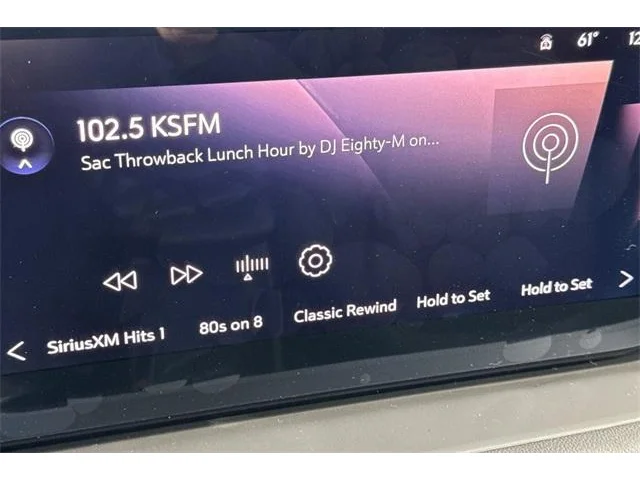 61° 12
102.5 KSFM
Sac Throwback Lunch Hour by DJ Eighty-M on...
SiriusXM Hits 1 80s on 8 Classic Rewind Hold to Set Hold to Set